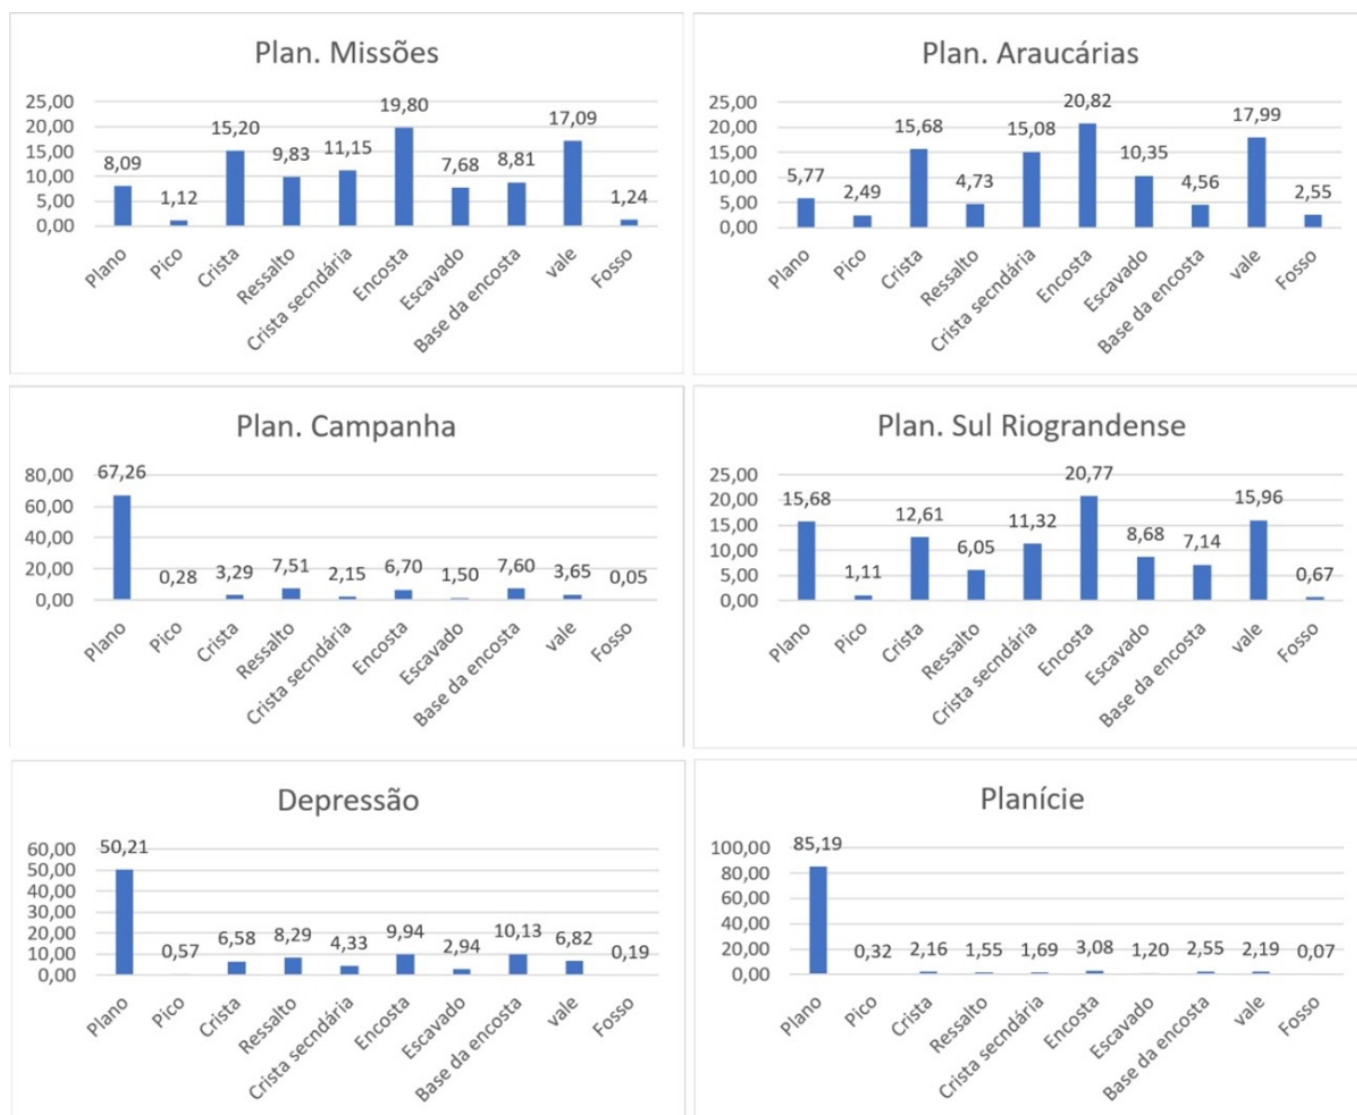 Plan. Missões
25,00
20,00
15,00
10,00
5,00
0,00
8,09
1,12
15,20
9,83
11,15
19,80
7,68
8,81
17,09
1,24
Plano
Pico
Crista
Ressalto
Crista secndária
Encosta
Escavado
Base da encosta
vale
Fosso
Plan. Araucárias
25,00
20,00
15,00
10,00
5,00
0,00
5,77
2,49
15,68
4,73
15,08
20,82
10,35
4,56
17,99
2,55
Plano
Pico
Crista
Ressalto
Crista secndária
Encosta
Escavado
Base da encosta
vale
Fosso
Plan. Campanha
80,00
60,00
40,00
20,00
0,00
67,26
0,28
3,29
7,51
2,15
6,70
1,50
7,60
3,65
0,05
Plano
Pico
Crista
Ressalto
Crista secndária
Encosta
Escavado
Base da encosta
vale
Fosso
Plan. Sul Riograndense
25,00
20,00
15,00
10,00
5,00
0,00
15,68
1,11
12,61
6,05
11,32
20,77
8,68
7,14
15,96
0,67
Plano
Pico
Crista
Ressalto
Crista secndária
Encosta
Escavado
Base da encosta
vale
Fosso
Depressão
60,00
50,00
40,00
30,00
20,00
10,00
0,00
50,21
0,57
6,58
8,29
4,33
9,94
2,94
10,13
6,82
0,19
Plano
Pico
Crista
Ressalto
Crista secndária
Encosta
Escavado
Base da encosta
vale
Fosso
Planície
100,00
80,00
60,00
40,00
20,00
0,00
85,19
0,32
2,16
1,55
1,69
3,08
1,20
2,55
2,19
0,07
Plano
Pico
Crista
Ressalto
Crista secndária
Encosta
Escavado
Base da encosta
vale
Fosso